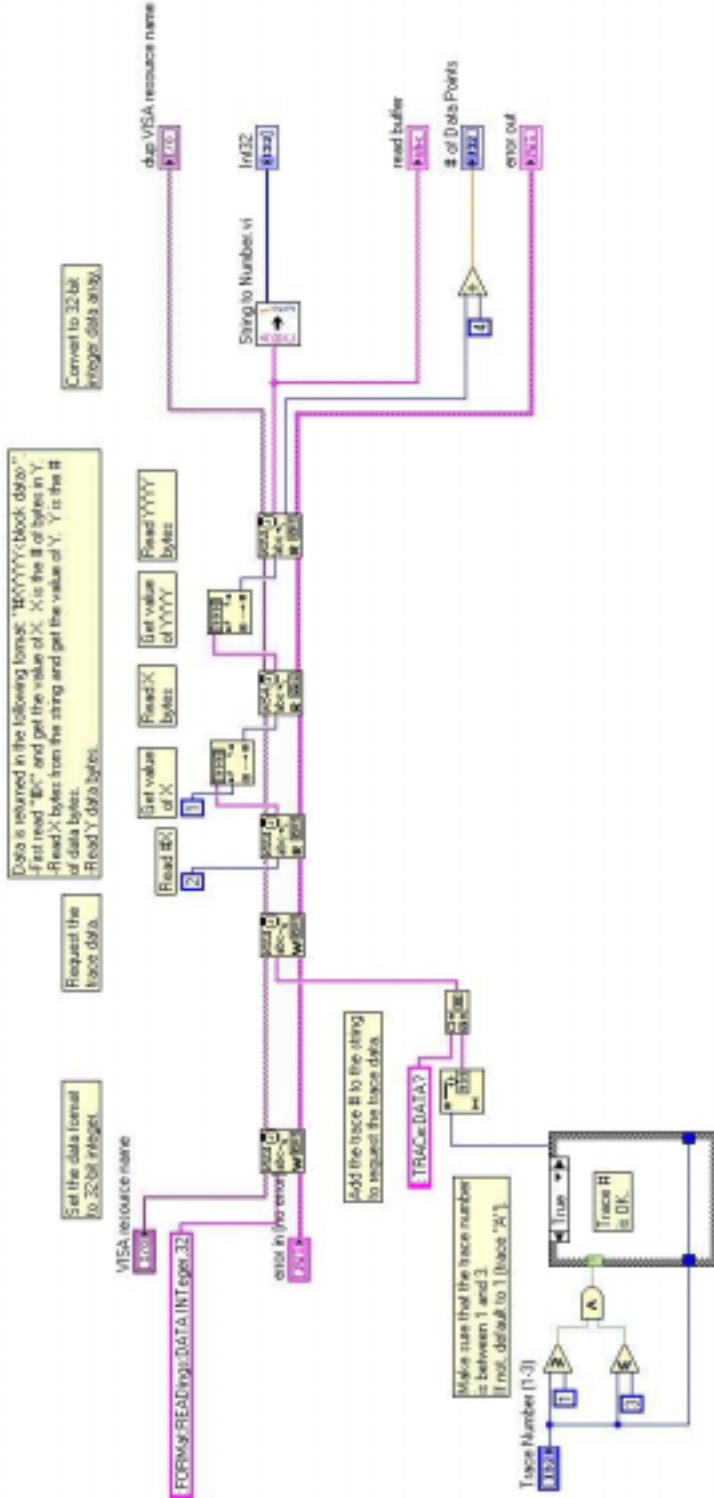 Set the data format
to 32-bit integer.
Request the
trace data.
Data is returned in the following format: "#XYYYY<block data>".
-First read "#X" and get the value of X. X is the # of bytes in Y.
-Read X bytes from the string and get the value of Y. Y is the #
of data bytes.
-Read Y data bytes.
Convert to 32-bit
integer data array.
VISA resource name
dup VISA resource name
FORMat:READings:DATA INTeger,32
error in (no error)
Read #X
2
Get value
of X
1
Read X
bytes
Get value
of YYYY
Read YYYY
bytes
String to Number.vi
Int32
read buffer
# of Data Points
4
error out
Add the trace # to the string
to request the trace data.
:TRACe:DATA?
Make sure that the trace number
is between 1 and 3.
If not, default to 1 (trace "A").
Trace Number (1-3)
1
3
True
Trace #
is OK.